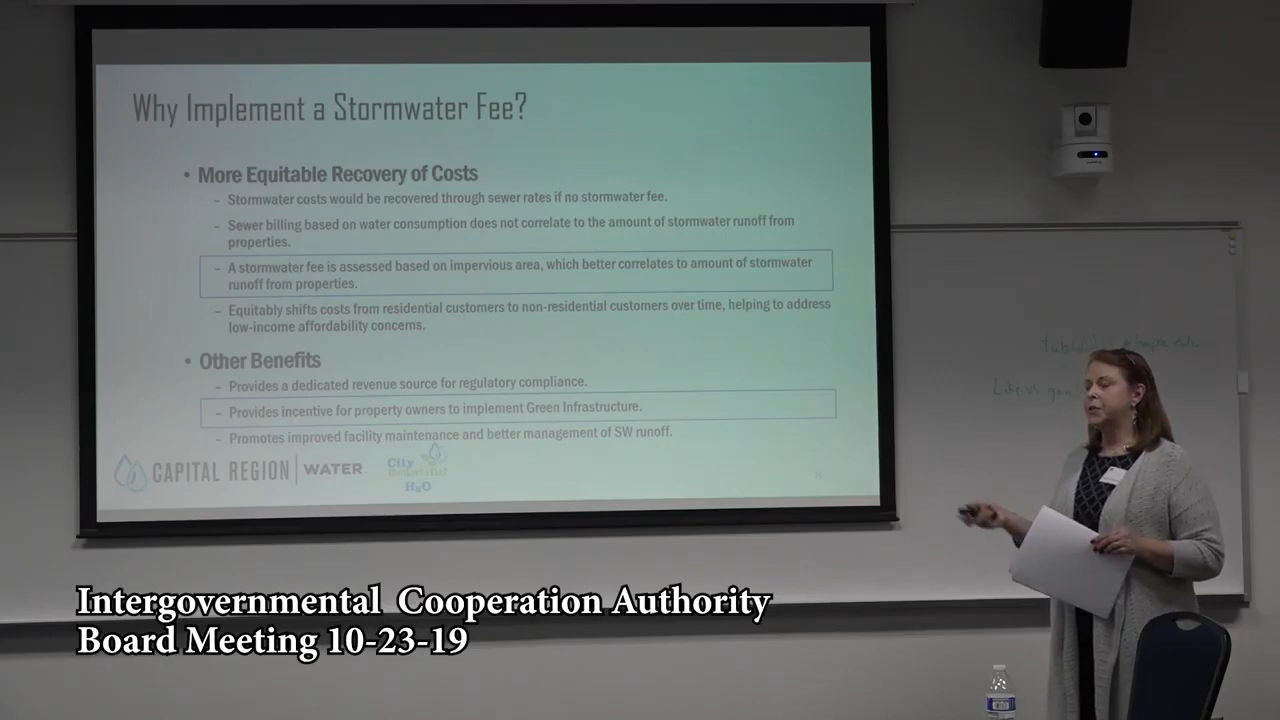 Why Implement a Stormwater Fee?
• More Equitable Recovery of Costs
– Stormwater costs would be recovered through sewer rates if no stormwater fee.
– Sewer billing based on water consumption does not correlate to the amount of stormwater runoff from
properties.
– A stormwater fee is assessed based on impervious area, which better correlates to amount of stormwater
runoff from properties.
– Equitably shifts costs from residential customers to non-residential customers over time, helping to address
low-income affordability concerns.
• Other Benefits
– Provides a dedicated revenue source for regulatory compliance.
– Provides incentive for property owners to implement Green Infrastructure.
– Promotes improved facility maintenance and better management of SW runoff.
CAPITAL REGION | WATER
City
Beautiful
H₂O
Intergovernmental Cooperation Authority
Board Meeting 10-23-19